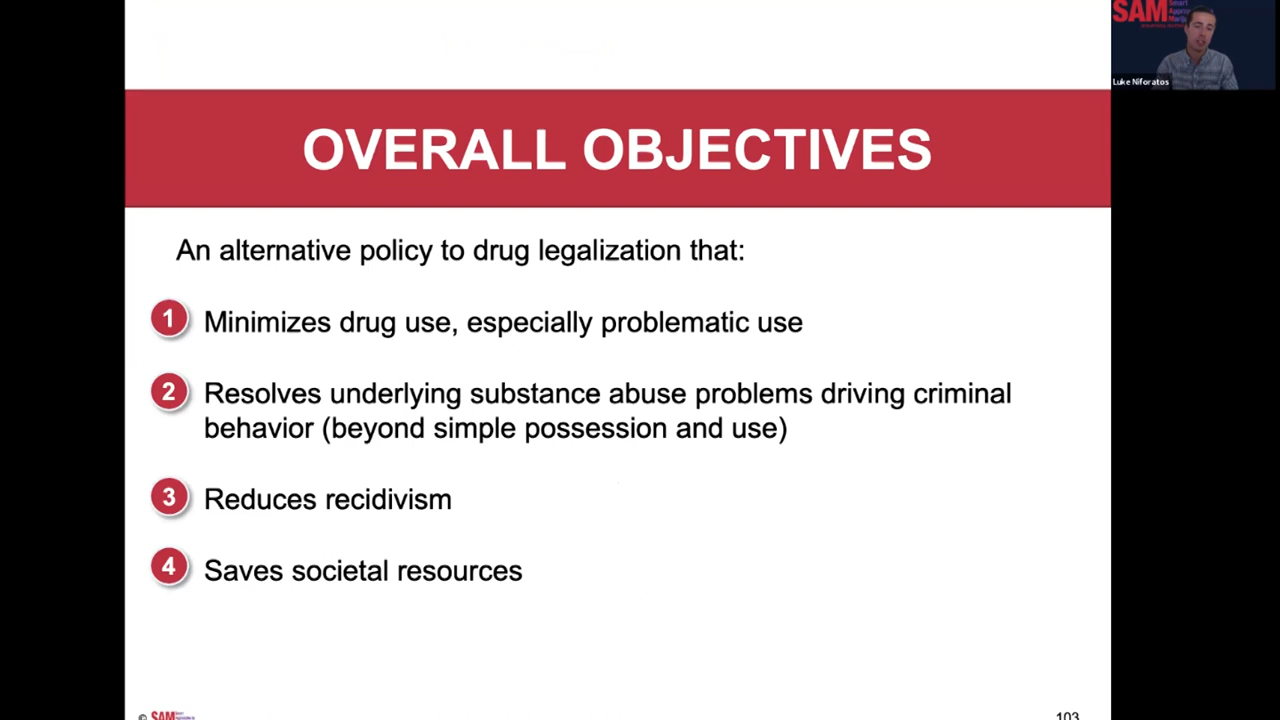 OVERALL OBJECTIVES
An alternative policy to drug legalization that:
1 Minimizes drug use, especially problematic use
2 Resolves underlying substance abuse problems driving criminal
behavior (beyond simple possession and use)
3 Reduces recidivism
4 Saves societal resources
© SAM
103
SAM Smart
Luke Niforatos